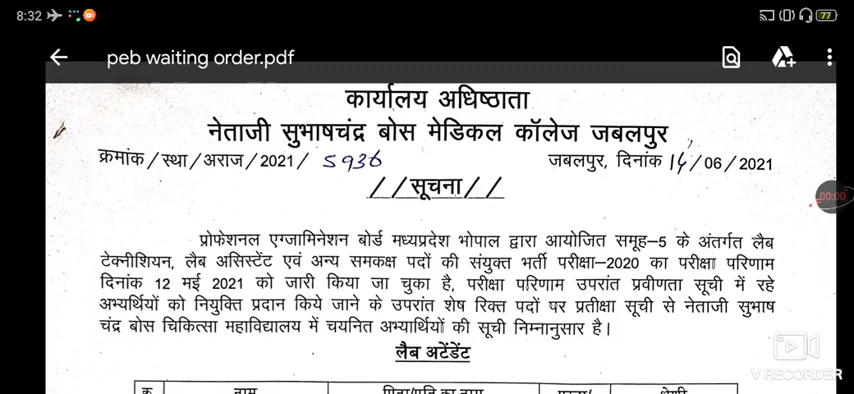 8:32
77
peb waiting order.pdf
कार्यालय अधिष्ठाता
नेताजी सुभाषचंद्र बोस मेडिकल कॉलेज जबलपुर
क्रमांक/स्था/अराज/2021/ 5936 जबलपुर, दिनांक 14/06/2021
//सूचना//
00:00
प्रोफेशनल एग्जामिनेशन बोर्ड मध्यप्रदेश भोपाल द्वारा आयोजित समूह–5 के अंतर्गत लैब
टेक्नीशियन, लैब असिस्टेंट एवं अन्य समकक्ष पदों की संयुक्त भर्ती परीक्षा–2020 का परीक्षा परिणाम
दिनांक 12 मई 2021 को जारी किया जा चुका है, परीक्षा परिणाम उपरांत प्रवीणता सूची में रहे
अभ्यर्थियों को नियुक्ति प्रदान किये जाने के उपरांत शेष रिक्त पदों पर प्रतीक्षा सूची से नेताजी सुभाष
चंद्र बोस चिकित्सा महाविद्यालय में चयनित अभ्यार्थियों की सूची निम्नानुसार है।
लैब अटेंडेंट
V RECORDER
क नाम पिता/पति का नाम श्रेणी